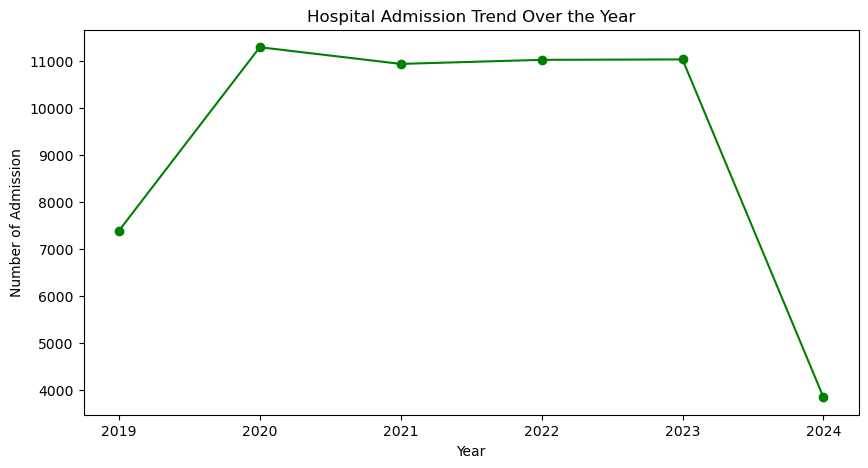 Hospital Admission Trend Over the Year
Number of Admission
11000
10000
9000
8000
7000
6000
5000
4000
2019 2020 2021 2022 2023 2024
Year